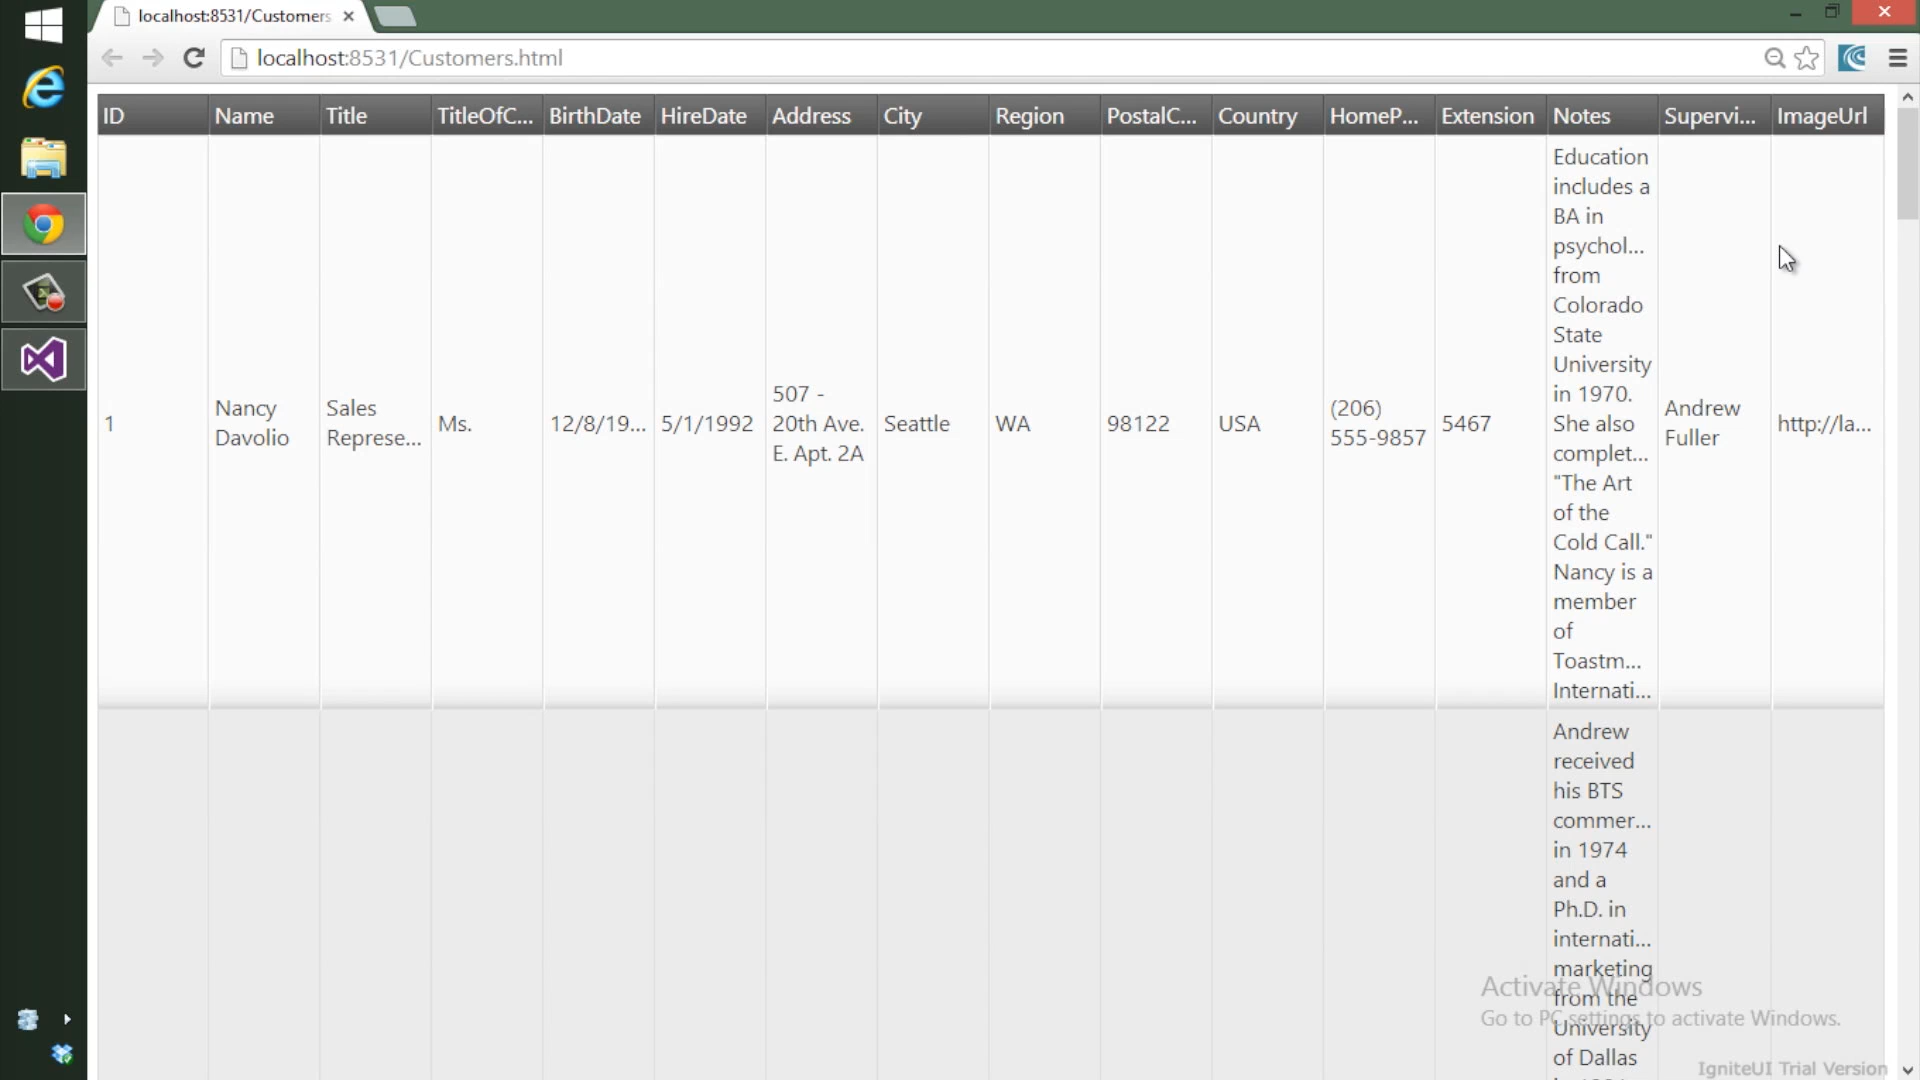 localhost:8531/Customers
localhost:8531/Customers.html
ID Name Title TitleOfC... BirthDate HireDate Address City Region PostalC... Country HomeP... Extension Notes Supervi... ImageUrl
1
Nancy
Davolio
Sales
Represe...
Ms.
12/8/19...
5/1/1992
507 -
20th Ave.
E. Apt. 2A
Seattle
WA
98122
USA
(206)
555-9857
5467
Education
includes a
BA in
psychol...
from
Colorado
State
University
in 1970.
She also
complet...
"The Art
of the
Cold Call."
Nancy is a
member
of
Toastm...
Internati...
Andrew
Fuller
http://la...
Andrew
received
his BTS
commer...
in 1974
and a
Ph.D. in
internati...
marketing
from the
University
of Dallas
Activate Windows
Go to PC settings to activate Windows.
IgniteUI Trial Version